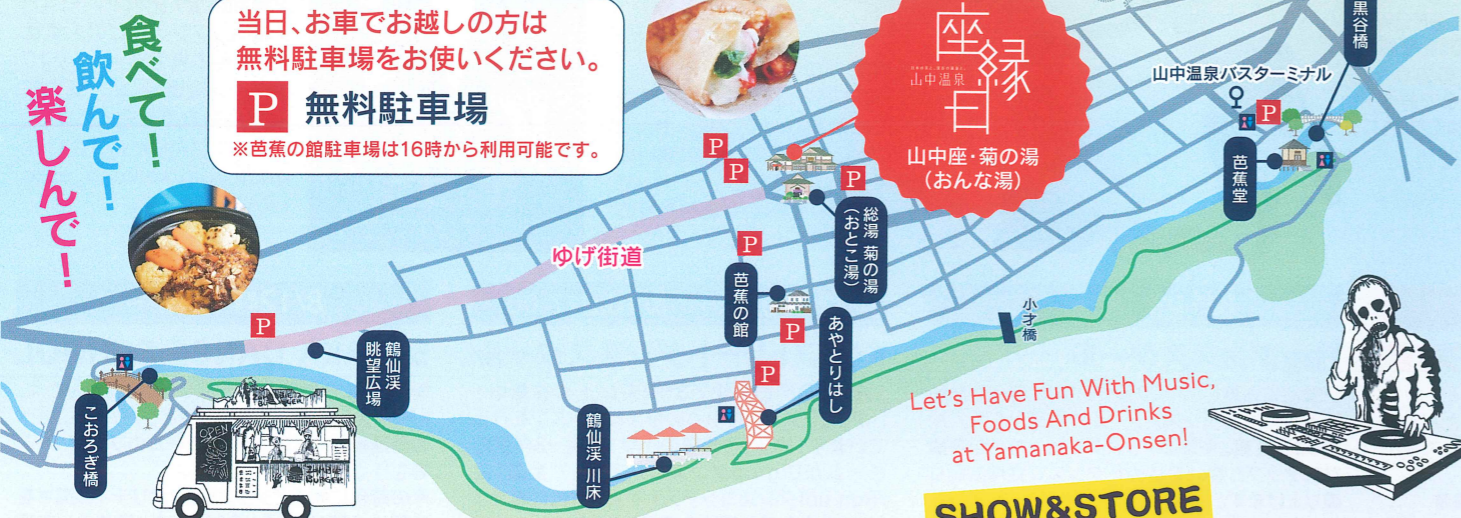 食べて！
飲んで！
楽しんで！
当日、お車でお越しの方は
無料駐車場をお使いください。
P 無料駐車場
※芭蕉の館駐車場は16時から利用可能です。
座縁日
山中温泉
山中座・菊の湯
（おんな湯）
黒谷橋
山中温泉バスターミナル
P
芭蕉堂
P
P
P
総湯 菊の湯
（おとこ湯）
ゆげ街道
P
芭蕉の館
P
あやとりはし
P
小才橋
P
鶴仙渓
眺望広場
こおろぎ橋
鶴仙渓 川床
OPEN
BURGER
Let's Have Fun With Music,
Foods And Drinks
at Yamanaka-Onsen!
SHOW&STORE